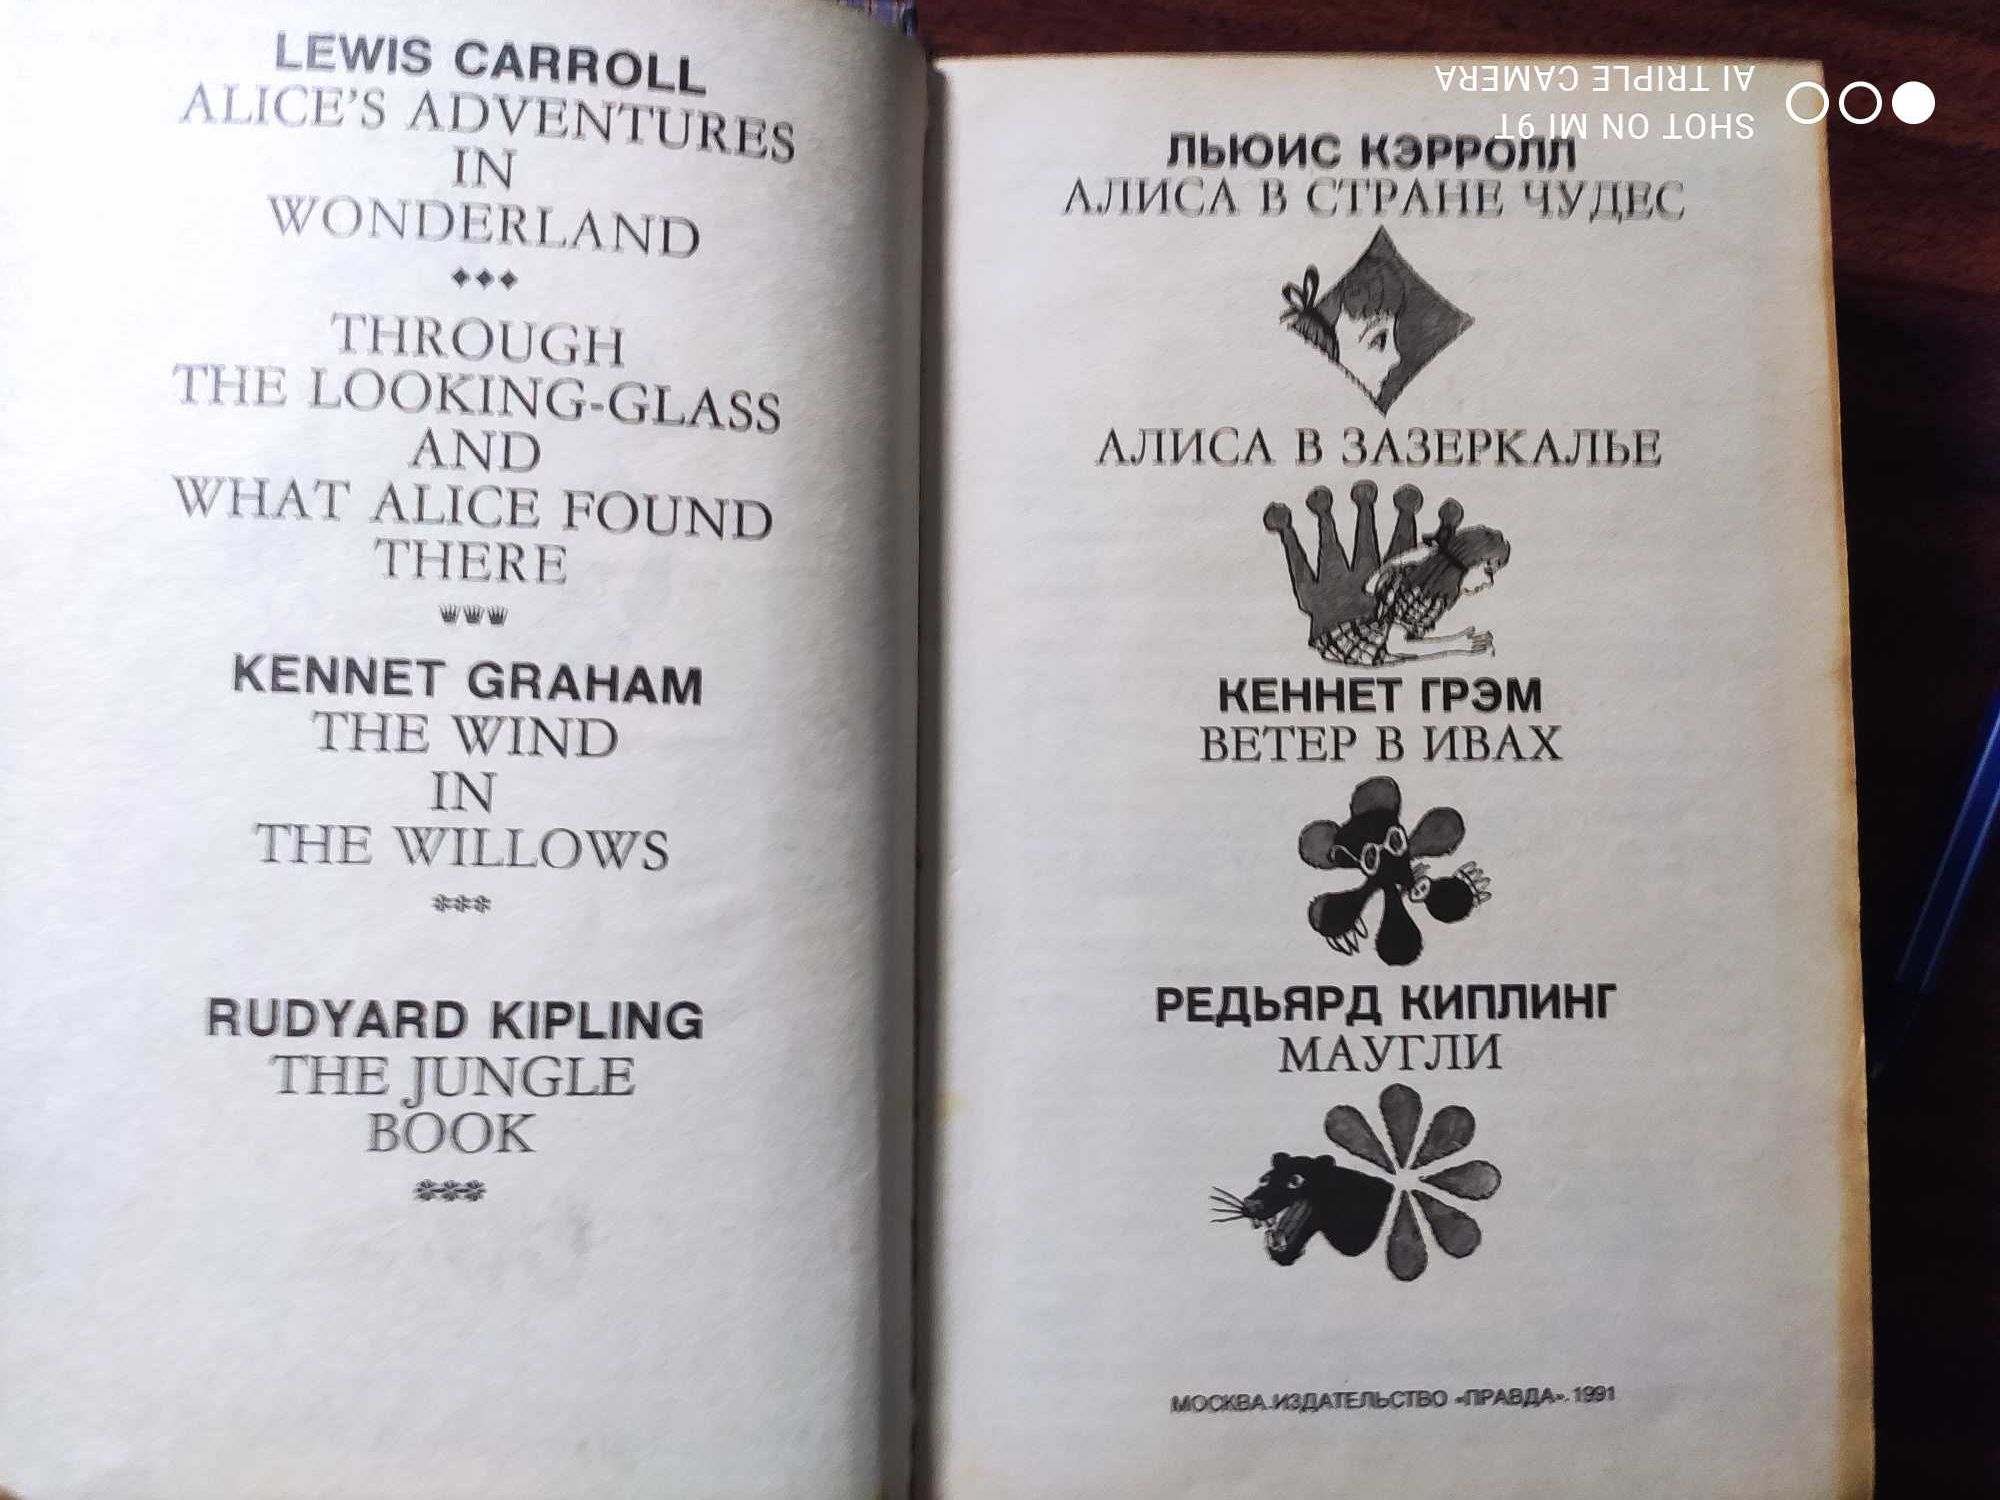 LEWIS CARROLL
ALICE'S ADVENTURES
IN
WONDERLAND
THROUGH
THE LOOKING-GLASS
AND
WHAT ALICE FOUND
THERE
KENNET GRAHAM
THE WIND
IN
THE WILLOWS
RUDYARD KIPLING
THE JUNGLE
BOOK
ЛЬЮИС КЭРРОЛЛ
АЛИСА В СТРАНЕ ЧУДЕС
АЛИСА В ЗАЗЕРКАЛЬЕ
КЕННЕТ ГРЭМ
ВЕТЕР В ИВАХ
РЕДЬЯРД КИПЛИНГ
МАУГЛИ
МОСКВА.ИЗДАТЕЛЬСТВО «ПРАВДА».1991
SHOT ON MI 9T
AI TRIPLE CAMERA